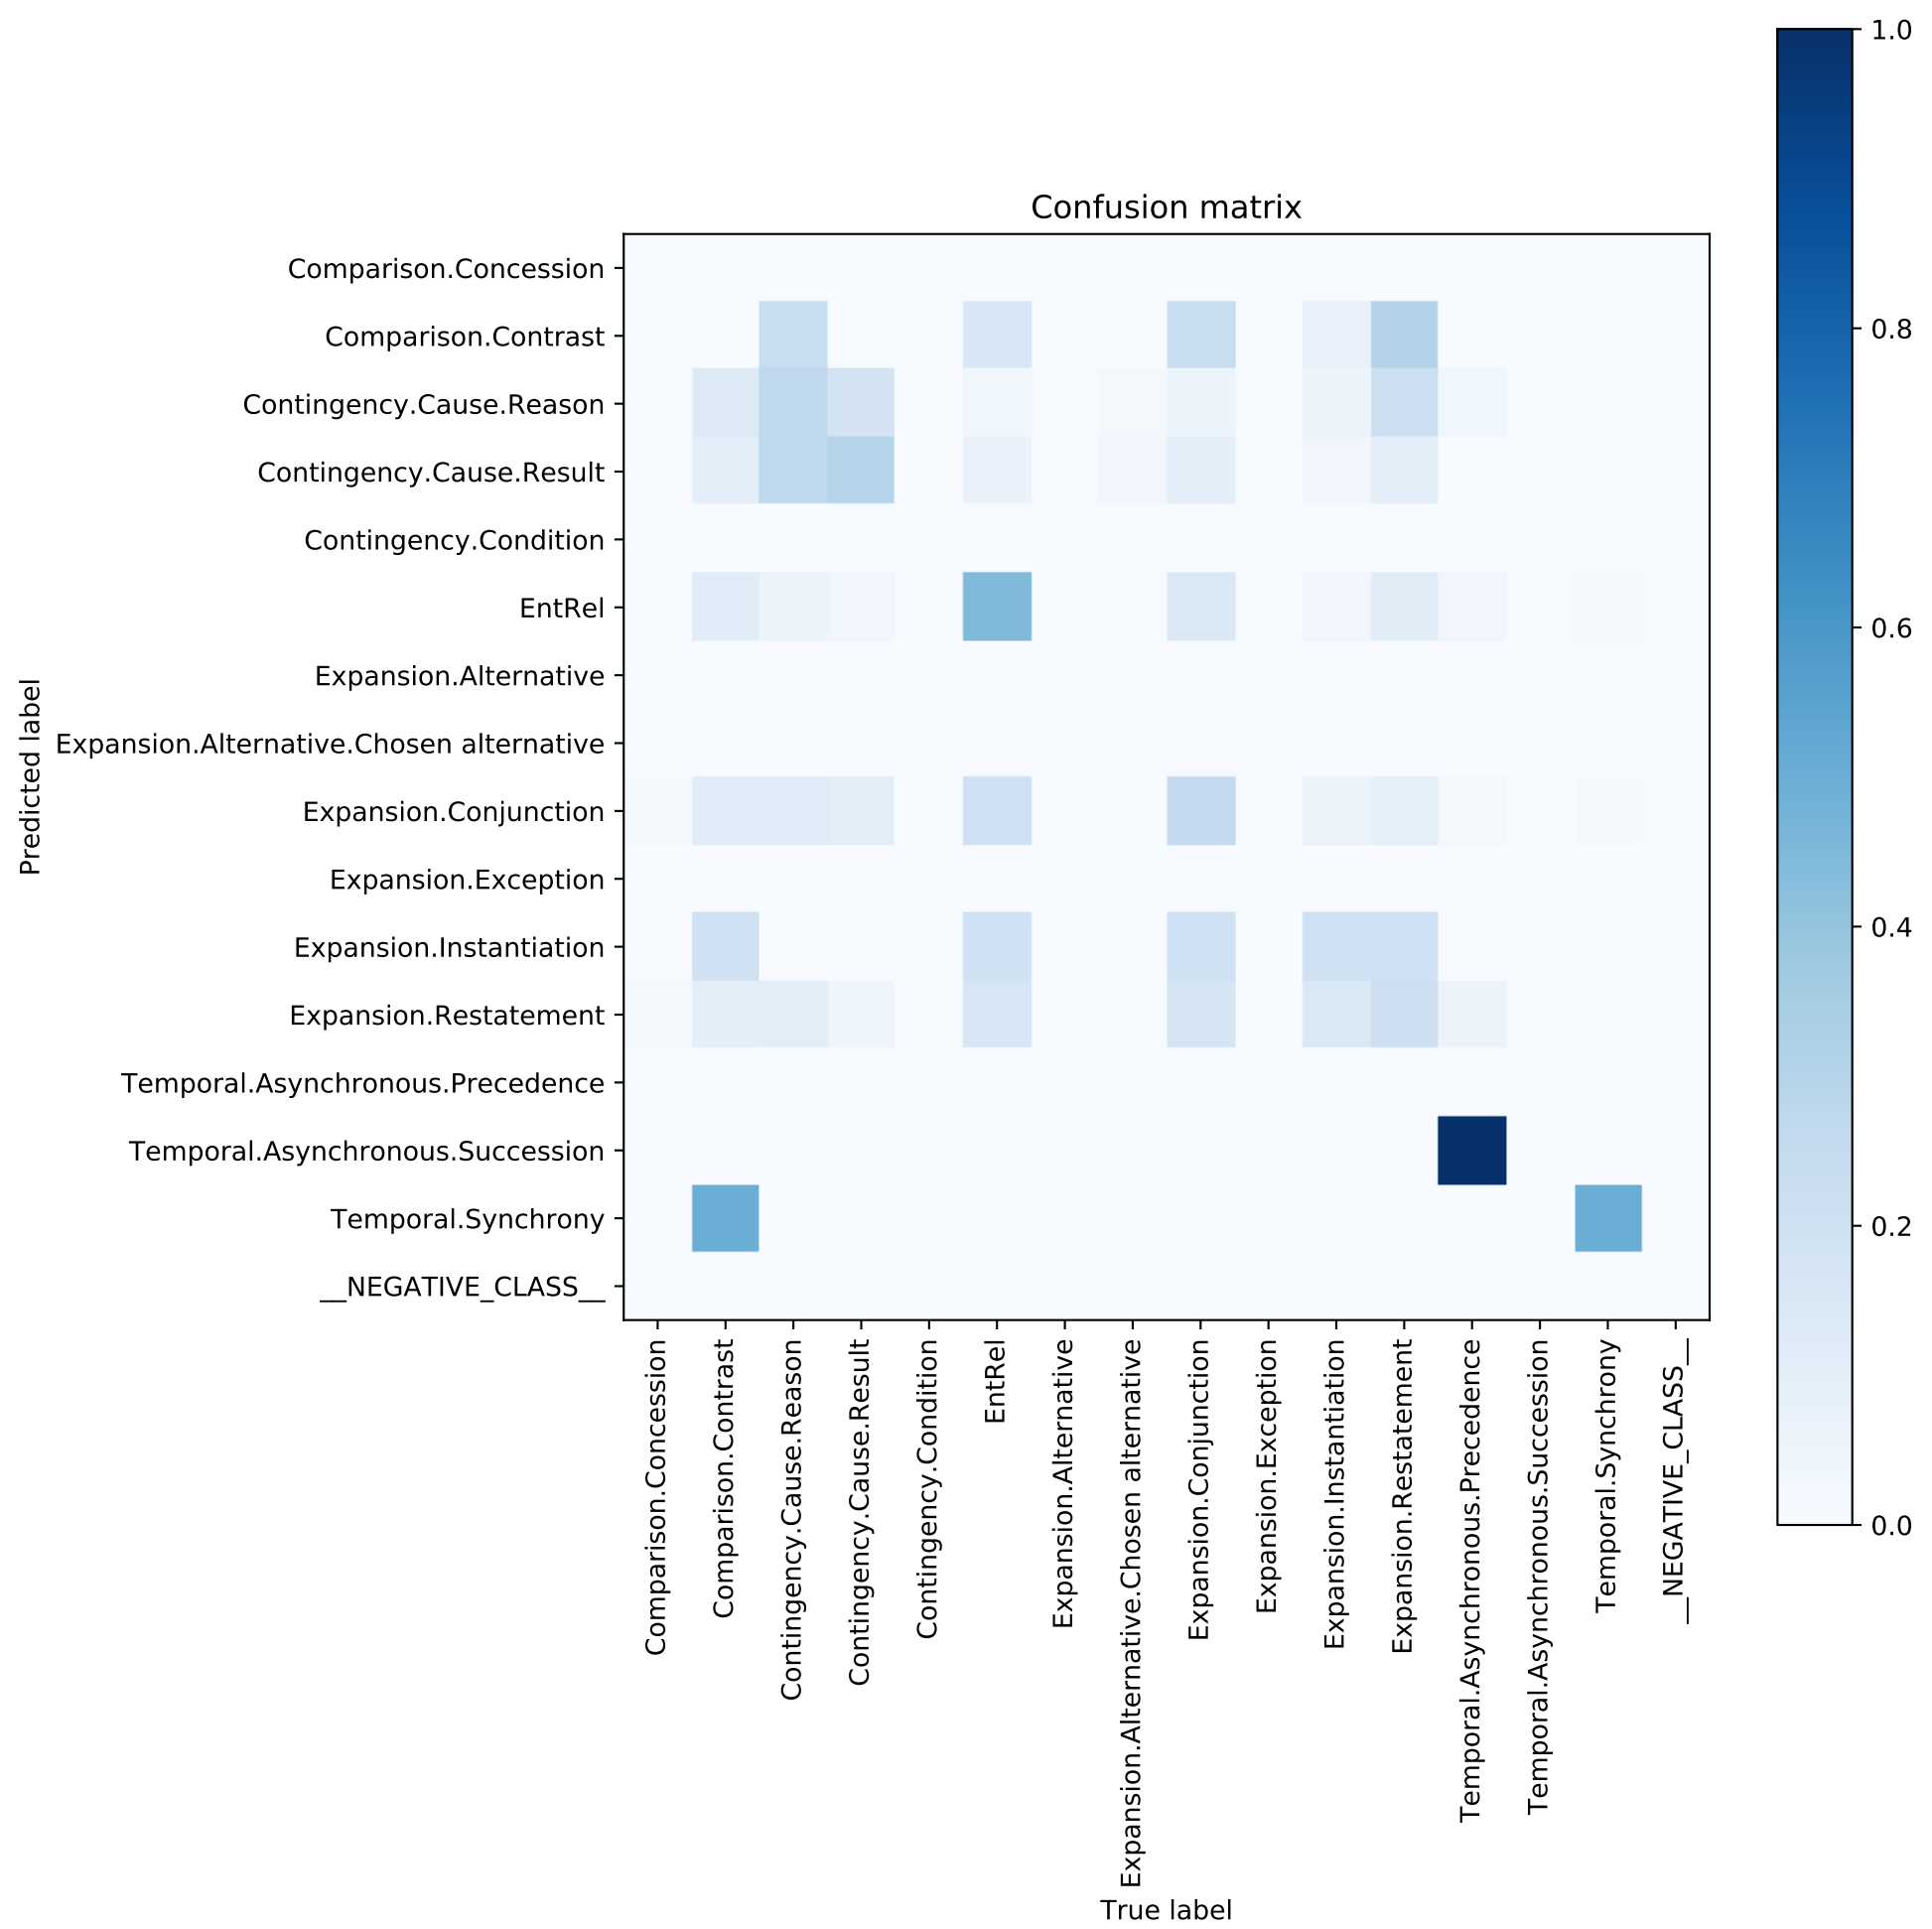 Confusion matrix
Predicted label
Comparison.Concession
Comparison.Contrast
Contingency.Cause.Reason
Contingency.Cause.Result
Contingency.Condition
EntRel
Expansion.Alternative
Expansion.Alternative.Chosen alternative
Expansion.Conjunction
Expansion.Exception
Expansion.Instantiation
Expansion.Restatement
Temporal.Asynchronous.Precedence
Temporal.Asynchronous.Succession
Temporal.Synchrony
__NEGATIVE_CLASS__
Comparison.Concession
Comparison.Contrast
Contingency.Cause.Reason
Contingency.Cause.Result
Contingency.Condition
EntRel
Expansion.Alternative
Expansion.Alternative.Chosen alternative
Expansion.Conjunction
Expansion.Exception
Expansion.Instantiation
Expansion.Restatement
Temporal.Asynchronous.Precedence
Temporal.Asynchronous.Succession
Temporal.Synchrony
__NEGATIVE_CLASS__
True label
1.0
0.8
0.6
0.4
0.2
0.0